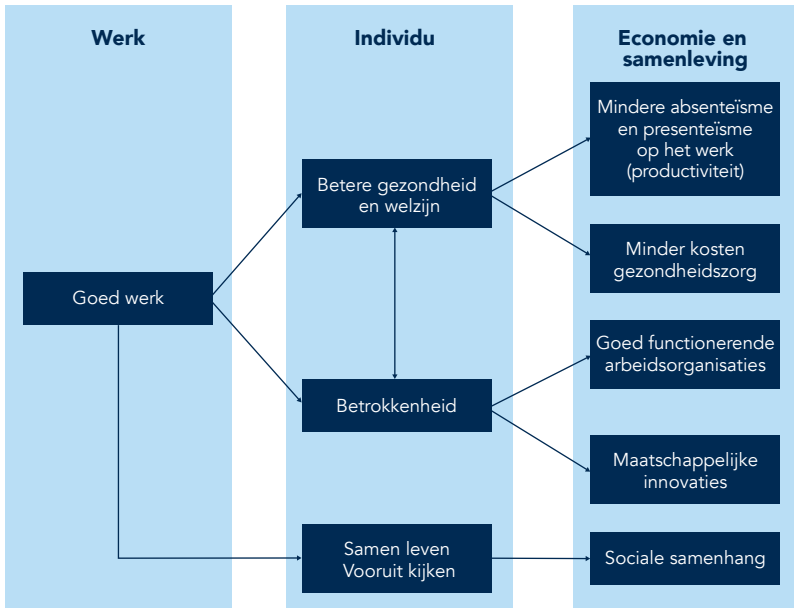 Werk
Goed werk
Individu
Betere gezondheid
en welzijn
Betrokkenheid
Samen leven
Vooruit kijken
Economie en
samenleving
Mindere absenteïsme
en presenteïsme
op het werk
(productiviteit)
Minder kosten
gezondheidszorg
Goed functionerende
arbeidsorganisaties
Maatschappelijke
innovaties
Sociale samenhang